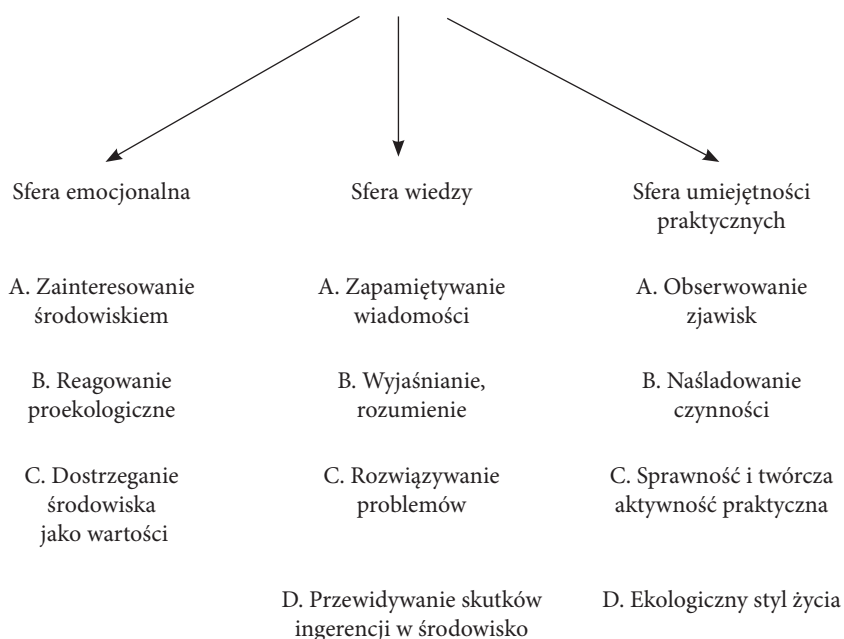 Sfera emocjonalna
A. Zainteresowanie
środowiskiem
B. Reagowanie
proekologiczne
C. Dostrzeganie
środowiska
jako wartości
Sfera wiedzy
A. Zapamiętywanie
wiadomości
B. Wyjaśnianie,
rozumienie
C. Rozwiązywanie
problemów
D. Przewidywanie skutków
ingerencji w środowisko
Sfera umiejętności
praktycznych
A. Obserwowanie
zjawisk
B. Naśladowanie
czynności
C. Sprawność i twórcza
aktywność praktyczna
D. Ekologiczny styl życia